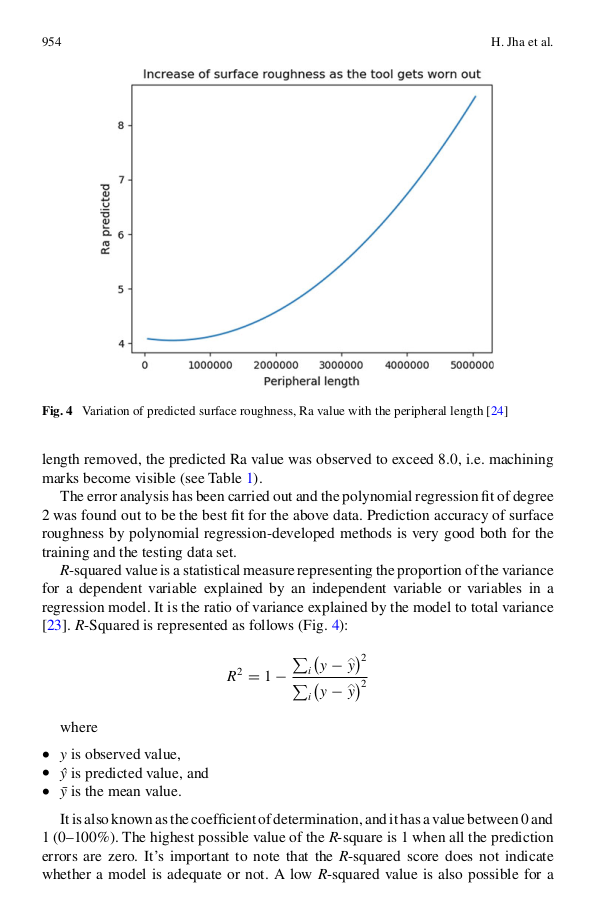 954
H. Jha et al.
Increase of surface roughness as the tool gets worn out
Ra predicted
8
7
6
5
4
0 1000000 2000000 3000000 4000000 5000000
Peripheral length
Fig. 4 Variation of predicted surface roughness, Ra value with the peripheral length [24]
length removed, the predicted Ra value was observed to exceed 8.0, i.e. machining
marks become visible (see Table 1).
The error analysis has been carried out and the polynomial regression fit of degree
2 was found out to be the best fit for the above data. Prediction accuracy of surface
roughness by polynomial regression-developed methods is very good both for the
training and the testing data set.
R-squared value is a statistical measure representing the proportion of the variance
for a dependent variable explained by an independent variable or variables in a
regression model. It is the ratio of variance explained by the model to total variance
[23]. R-Squared is represented as follows (Fig. 4):
R² = 1 − ∑ᵢ(y − ŷ)² / ∑ᵢ(y − ŷ)²
where
• y is observed value,
• ŷ is predicted value, and
• ȳ is the mean value.
It is also known as the coefficient of determination, and it has a value between 0 and
1 (0–100%). The highest possible value of the R-square is 1 when all the prediction
errors are zero. It's important to note that the R-squared score does not indicate
whether a model is adequate or not. A low R-squared value is also possible for a